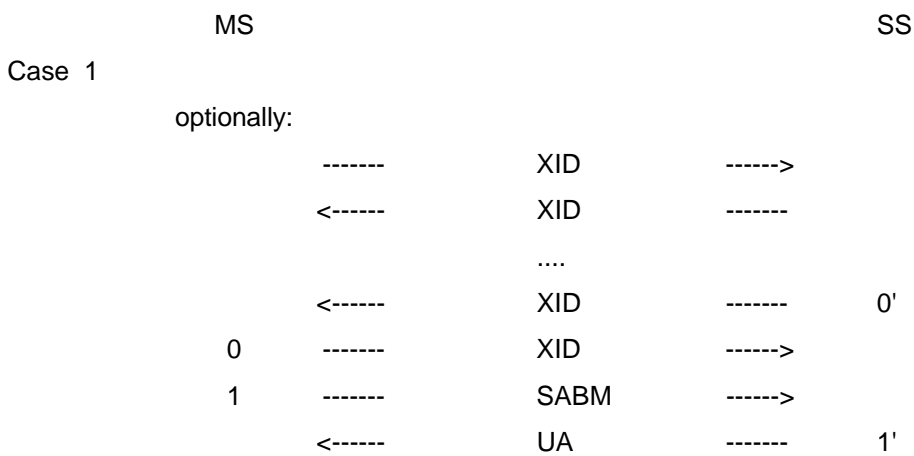 MS SS
Case 1
optionally:
------- XID ------>
<------ XID -------
....
<------ XID ------- 0'
0 ------- XID ------>
1 ------- SABM ------>
<------ UA ------- 1'